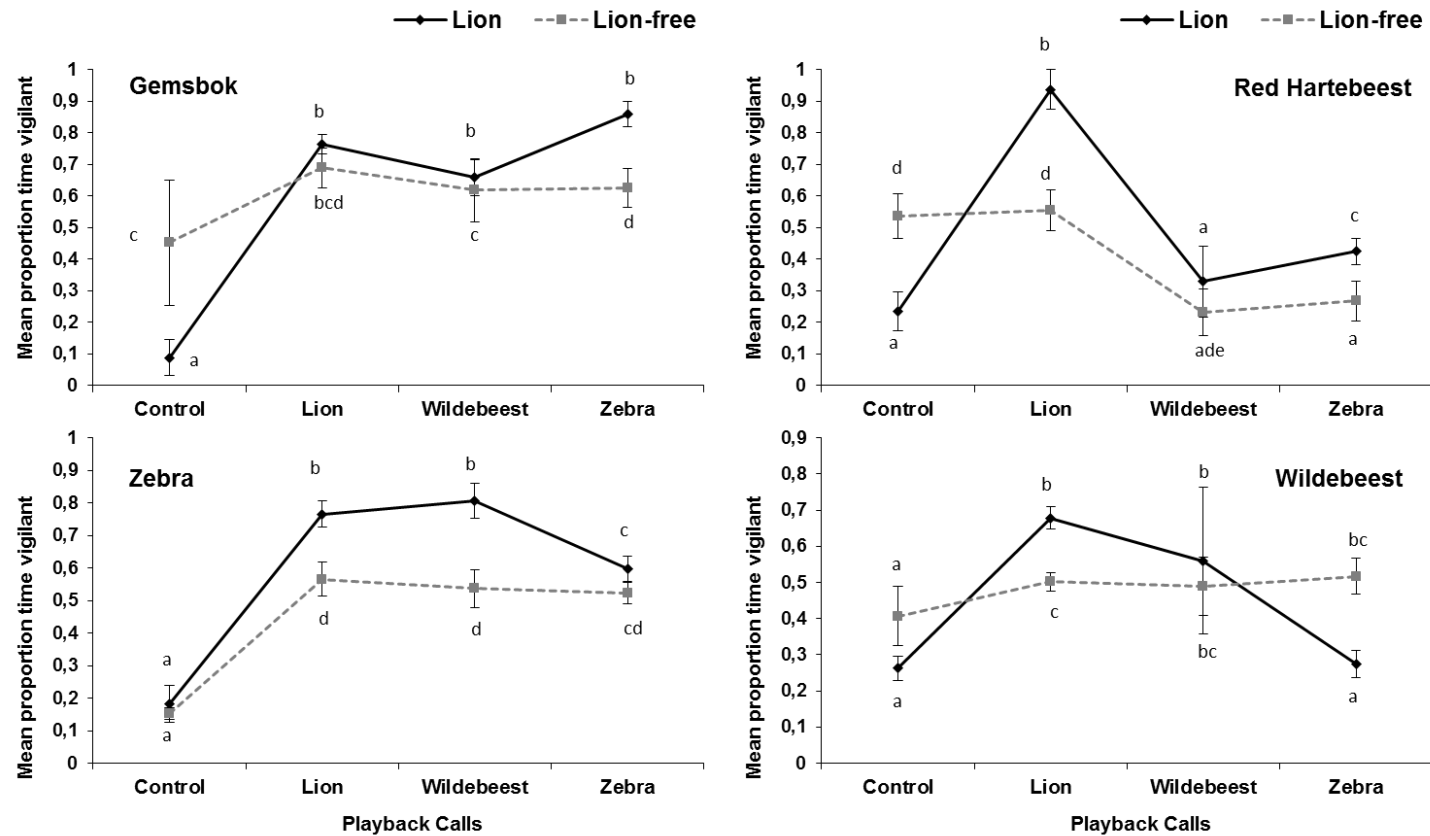 Lion Lion-free
Lion Lion-free
Mean proportion time vigilant
1
0,9
0,8
0,7
0,6
0,5
0,4
0,3
0,2
0,1
0
Gemsbok
b
b
b
c
bcd
c
d
a
Control Lion Wildebeest Zebra
Mean proportion time vigilant
1
0,9
0,8
0,7
0,6
0,5
0,4
0,3
0,2
0,1
0
Red Hartebeest
b
d
d
a
c
a
ade
a
Control Lion Wildebeest Zebra
Mean proportion time vigilant
1
0,9
0,8
0,7
0,6
0,5
0,4
0,3
0,2
0,1
0
Zebra
b
b
c
a
d
d
cd
a
Control Lion Wildebeest Zebra
Playback Calls
Mean proportion time vigilant
0,9
0,8
0,7
0,6
0,5
0,4
0,3
0,2
0,1
0
Wildebeest
b
b
bc
a
c
bc
a
a
Control Lion Wildebeest Zebra
Playback Calls